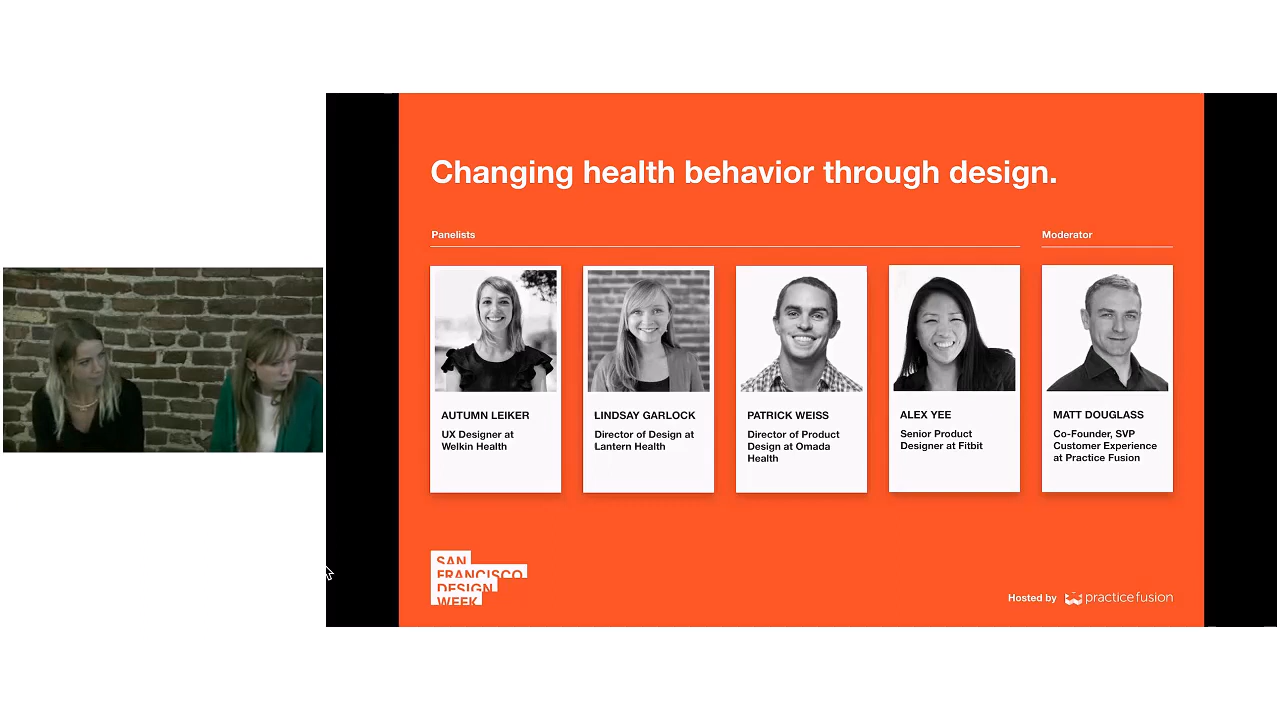 Changing health behavior through design.
Panelists
Moderator
AUTUMN LEIKER
UX Designer at
Welkin Health
LINDSAY GARLOCK
Director of Design at
Lantern Health
PATRICK WEISS
Director of Product
Design at Omada
Health
ALEX YEE
Senior Product
Designer at Fitbit
MATT DOUGLASS
Co-Founder, SVP
Customer Experience
at Practice Fusion
SAN
FRANCISCO
DESIGN
WEEK
Hosted by practice fusion